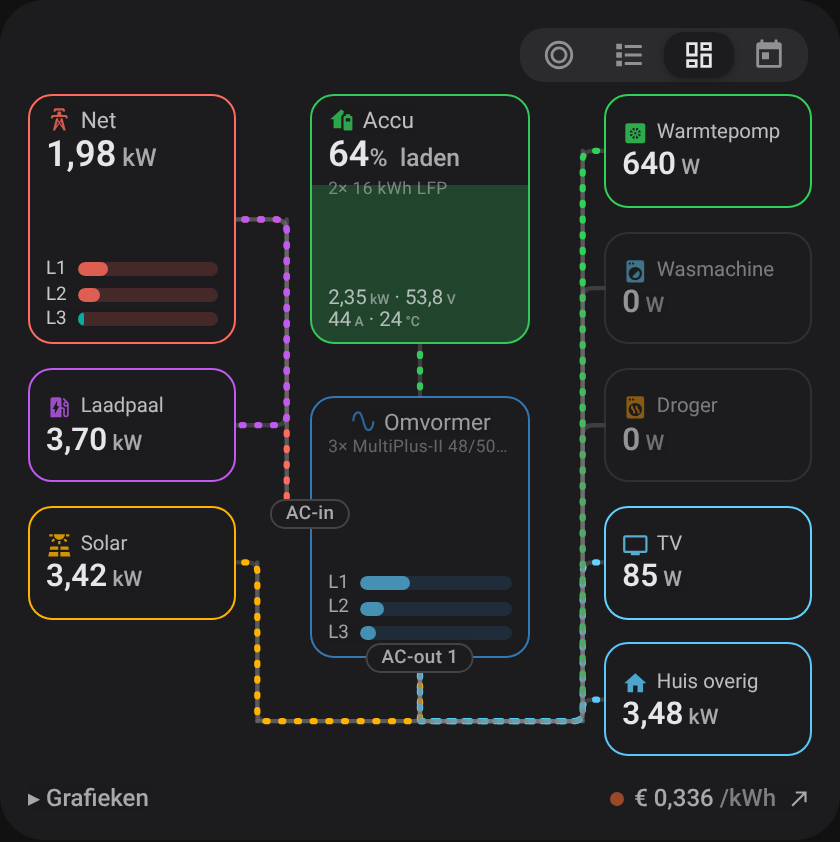 Net
1,98 kW
L1
L2
L3
Accu
64% laden
2× 16 kWh LFP
2,35 kW · 53,8 V
44 A · 24 °C
Warmtepomp
640 W
Wasmachine
0 W
Laadpaal
3,70 kW
Omvormer
3× MultiPlus-II 48/50…
Droger
0 W
AC-in
Solar
3,42 kW
L1
L2
L3
AC-out 1
TV
85 W
Huis overig
3,48 kW
▸ Grafieken
€ 0,336 /kWh ↗